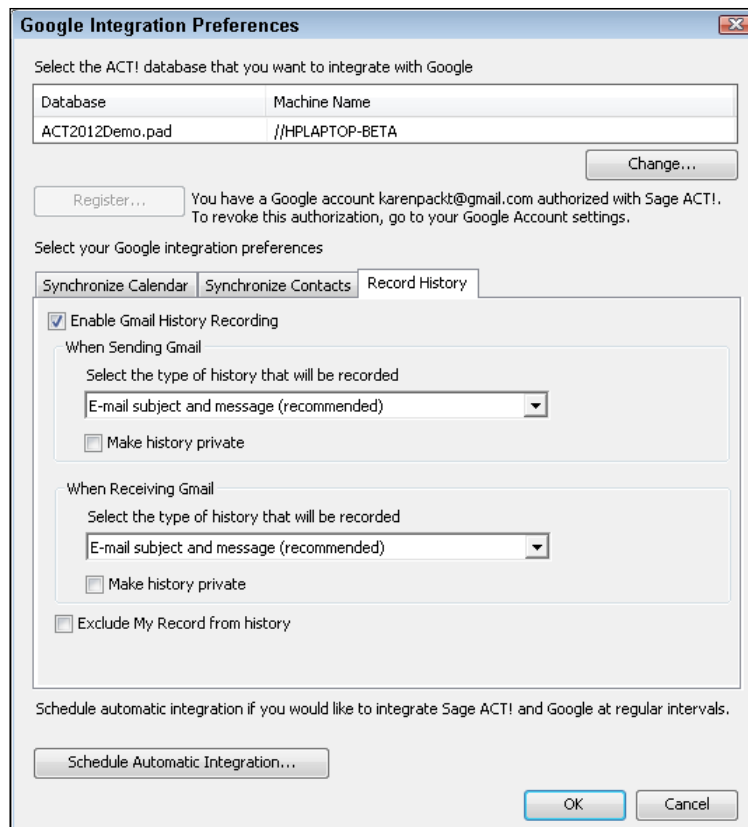 Google Integration Preferences
Select the ACT! database that you want to integrate with Google
Database Machine Name
ACT2012Demo.pad //HPLAPTOP-BETA
Change...
Register... You have a Google account karenpackt@gmail.com authorized with Sage ACT!.
To revoke this authorization, go to your Google Account settings.
Select your Google integration preferences
Synchronize Calendar Synchronize Contacts Record History
Enable Gmail History Recording
When Sending Gmail
Select the type of history that will be recorded
E-mail subject and message (recommended)
Make history private
When Receiving Gmail
Select the type of history that will be recorded
E-mail subject and message (recommended)
Make history private
Exclude My Record from history
Schedule automatic integration if you would like to integrate Sage ACT! and Google at regular intervals.
Schedule Automatic Integration...
OK Cancel